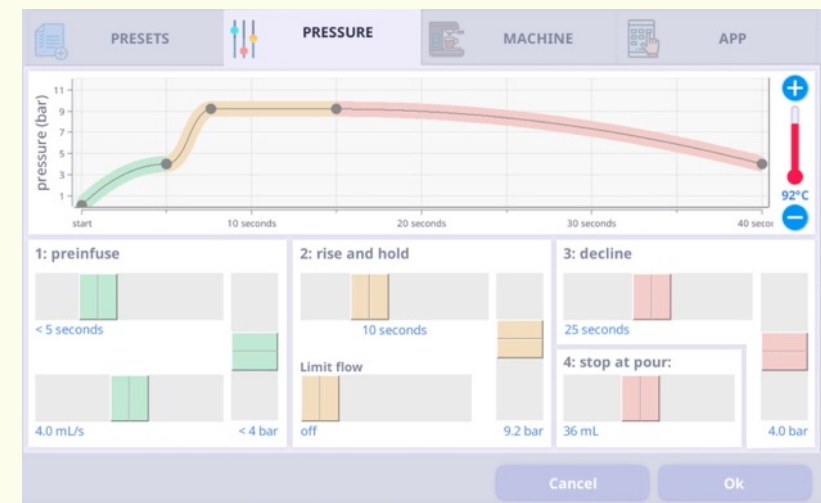 PRESETS
PRESSURE
MACHINE
APP
pressure (bar)
11
9
7
5
3
1
start
10 seconds
20 seconds
30 seconds
40 secon
92°C
1: preinfuse
< 5 seconds
4.0 mL/s
< 4 bar
2: rise and hold
10 seconds
Limit flow
off
9.2 bar
3: decline
25 seconds
4: stop at pour:
36 mL
4.0 bar
Cancel
Ok